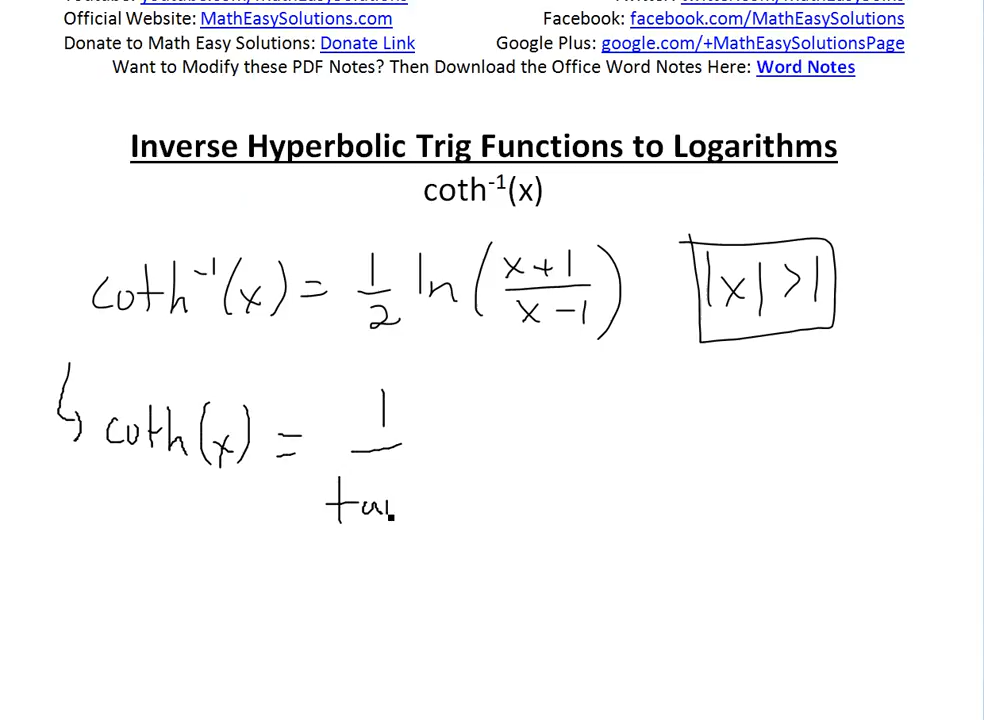 Official Website: MathEasySolutions.com
Facebook: facebook.com/MathEasySolutions
Donate to Math Easy Solutions: Donate Link
Google Plus: google.com/+MathEasySolutionsPage
Want to Modify these PDF Notes? Then Download the Office Word Notes Here: Word Notes
Inverse Hyperbolic Trig Functions to Logarithms
coth⁻¹(x)
coth⁻¹(x) = 1/2 ln((x+1)/(x−1)) |x| > 1
↳ coth(x) = 1/tan